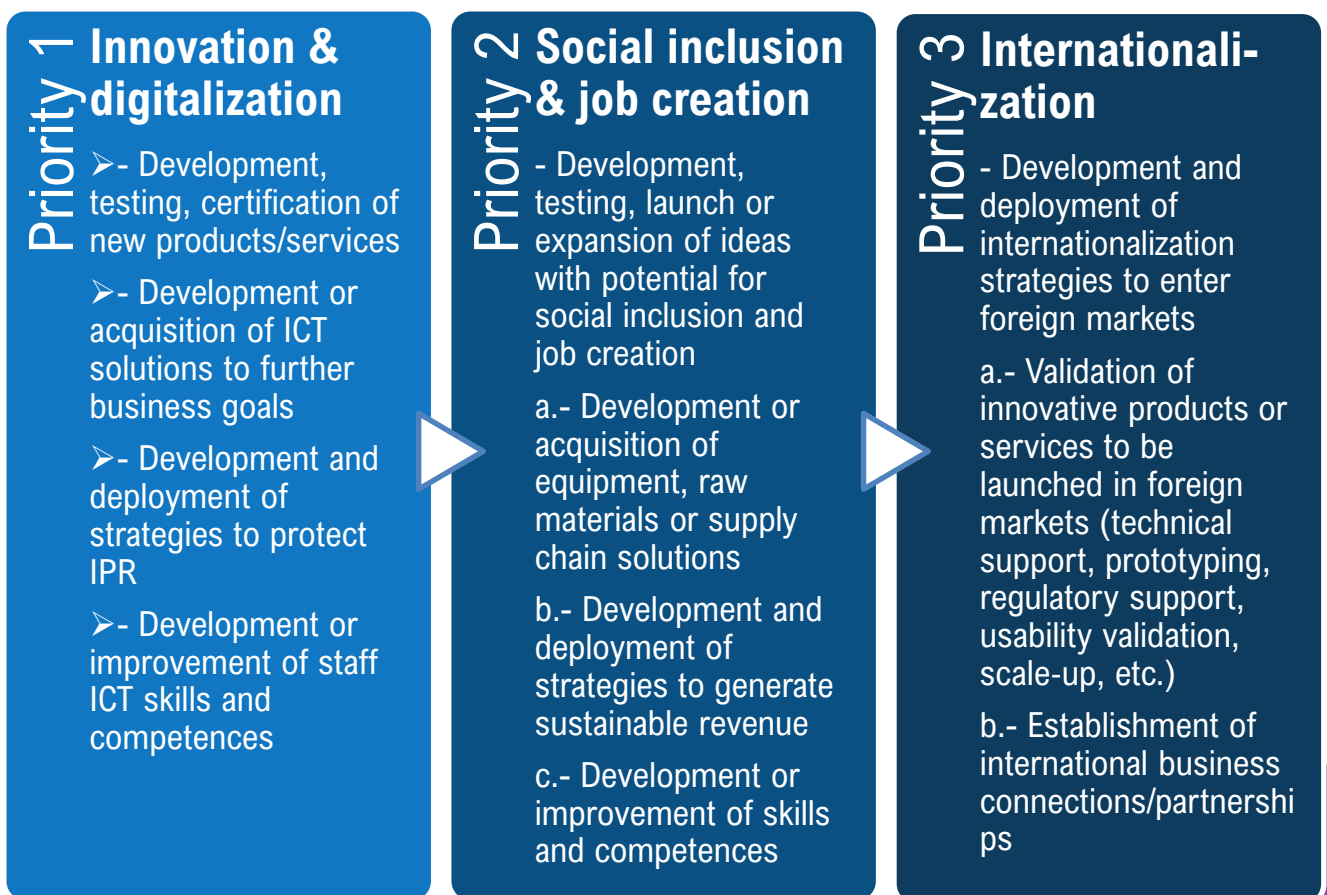 Priority 1
Innovation &
digitalization
➢- Development,
testing, certification of
new products/services
➢- Development or
acquisition of ICT
solutions to further
business goals
➢- Development and
deployment of
strategies to protect
IPR
➢- Development or
improvement of staff
ICT skills and
competences
Priority 2
Social inclusion
& job creation
- Development,
testing, launch or
expansion of ideas
with potential for
social inclusion and
job creation
a.- Development or
acquisition of
equipment, raw
materials or supply
chain solutions
b.- Development and
deployment of
strategies to generate
sustainable revenue
c.- Development or
improvement of skills
and competences
Priority 3
Internationali-
zation
- Development and
deployment of
internationalization
strategies to enter
foreign markets
a.- Validation of
innovative products or
services to be
launched in foreign
markets (technical
support, prototyping,
regulatory support,
usability validation,
scale-up, etc.)
b.- Establishment of
international business
connections/partnershi
ps